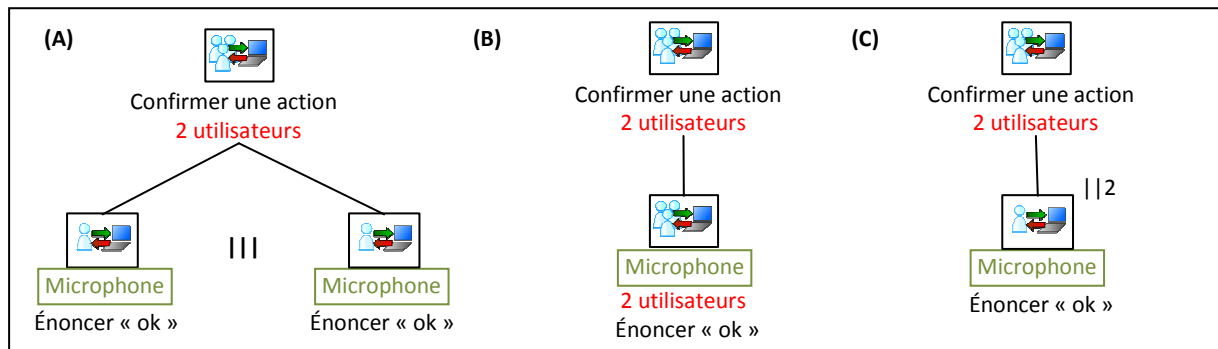 (A)
Confirmer une action
2 utilisateurs
|||
Microphone
Énoncer « ok »
Microphone
Énoncer « ok »
(B)
Confirmer une action
2 utilisateurs
Microphone
2 utilisateurs
Énoncer « ok »
(C)
Confirmer une action
2 utilisateurs
||2
Microphone
Énoncer « ok »